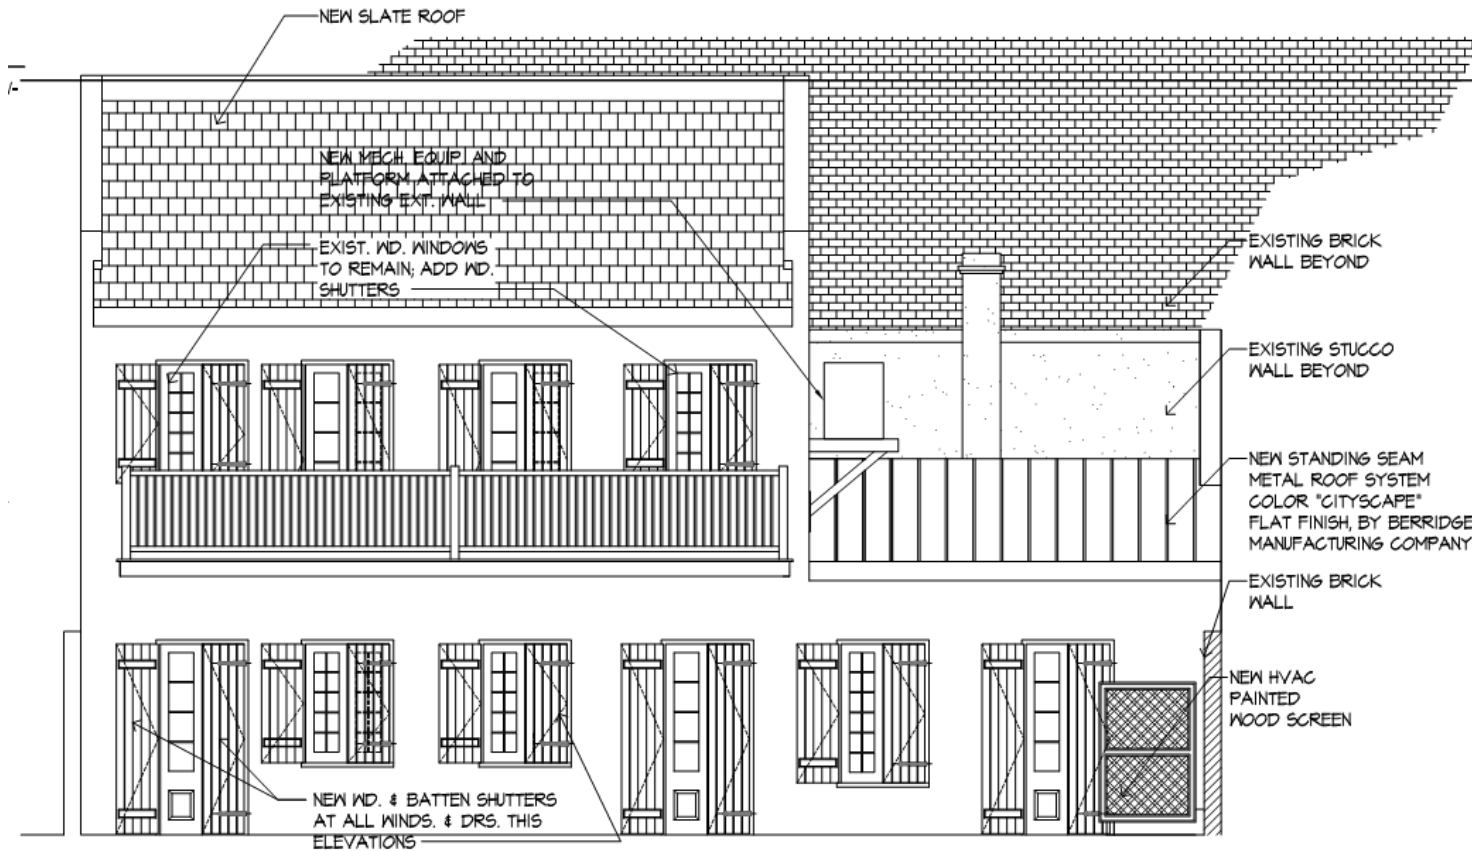 NEW SLATE ROOF
NEW MECH. EQUIP. AND
PLATFORM ATTACHED TO
EXISTING EXT. WALL
EXIST. WD. WINDOWS
TO REMAIN; ADD WD.
SHUTTERS
EXISTING BRICK
WALL BEYOND
EXISTING STUCCO
WALL BEYOND
NEW STANDING SEAM
METAL ROOF SYSTEM
COLOR "CITYSCAPE"
FLAT FINISH, BY BERRIDGE
MANUFACTURING COMPANY
EXISTING BRICK
WALL
NEW HVAC
PAINTED
WOOD SCREEN
NEW WD. & BATTEN SHUTTERS
AT ALL WINDS. & DRS. THIS
ELEVATIONS